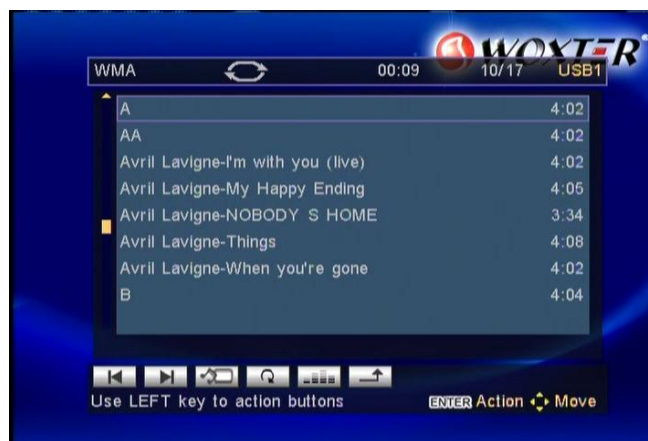 WOXTER
WMA 00:09 10/17 USB1
A 4:02
AA 4:02
Avril Lavigne-I'm with you (live) 4:02
Avril Lavigne-My Happy Ending 4:05
Avril Lavigne-NOBODY S HOME 3:34
Avril Lavigne-Things 4:08
Avril Lavigne-When you're gone 4:02
B 4:04
Use LEFT key to action buttons ENTER Action Move